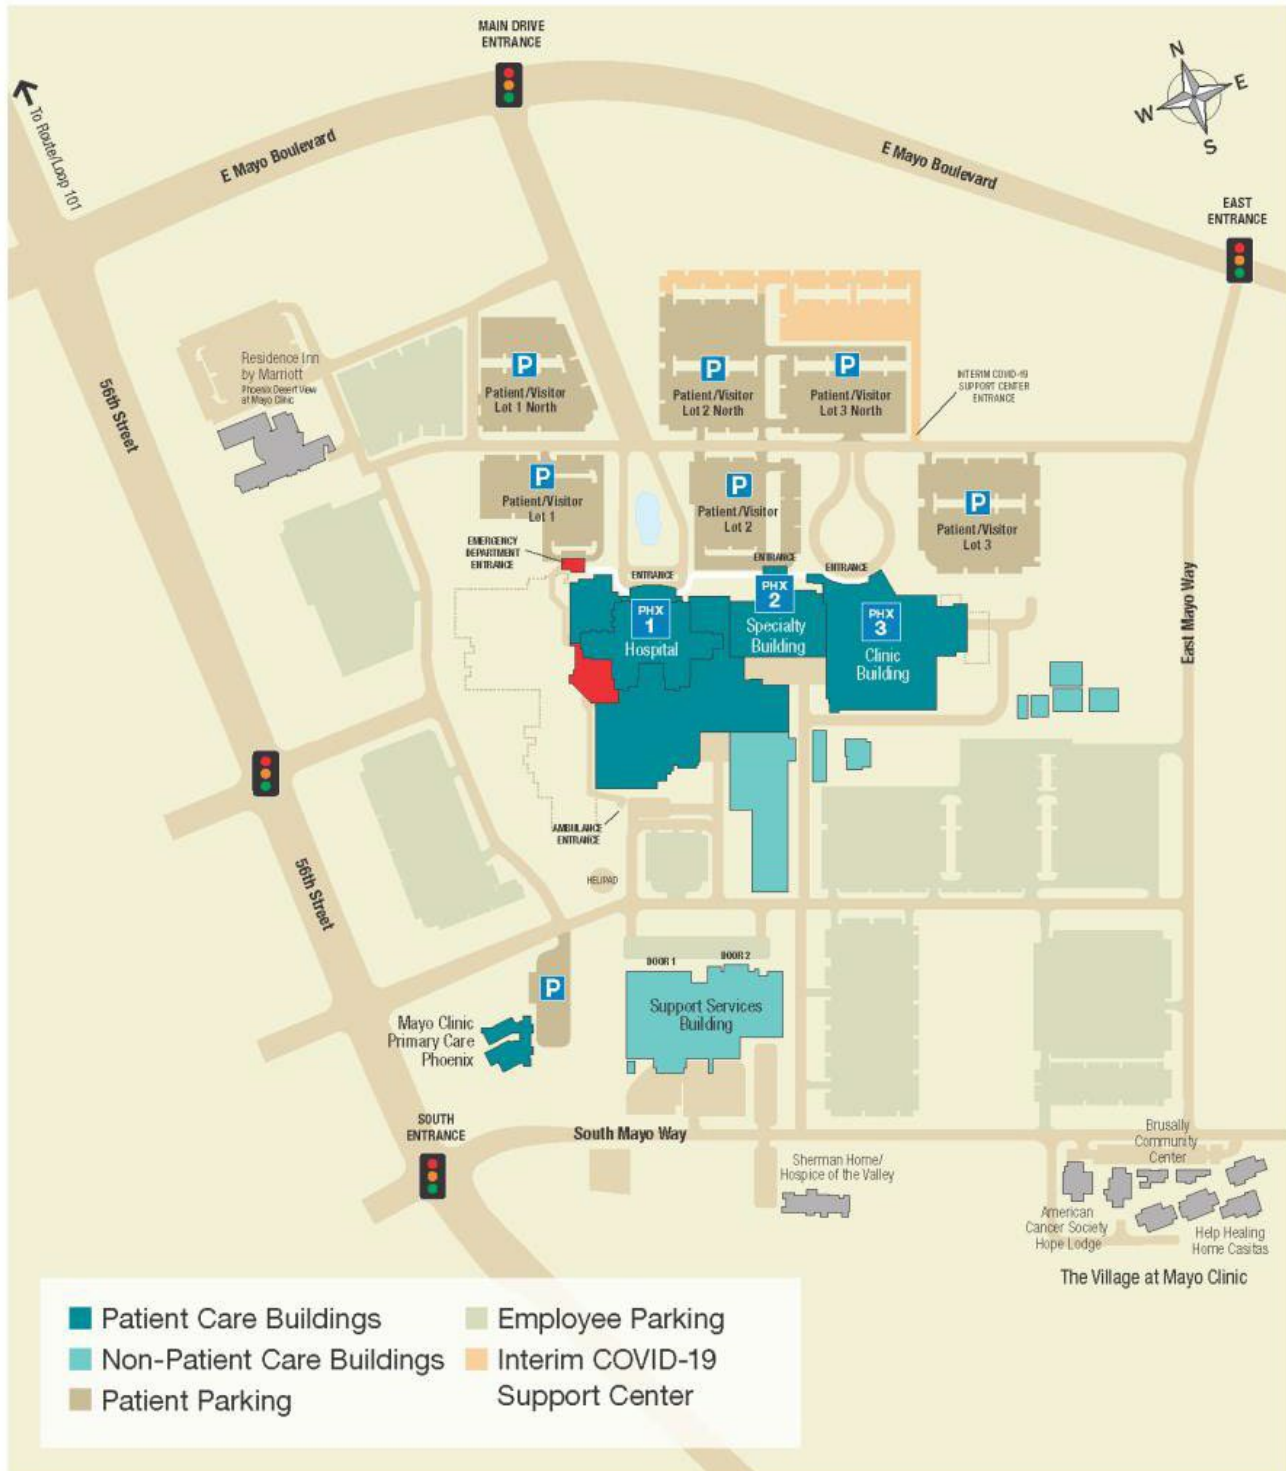 MAIN DRIVE
ENTRANCE
N
E
W
S
To Route/Loop 101
E Mayo Boulevard
E Mayo Boulevard
EAST
ENTRANCE
Residence Inn
by Marriott
Phoenix Desert View
at Mayo Clinic
56th Street
P
Patient/Visitor
Lot 1 North
P
Patient/Visitor
Lot 2 North
P
Patient/Visitor
Lot 3 North
INTERIM COVID-19
SUPPORT CENTER
ENTRANCE
P
Patient/Visitor
Lot 1
P
Patient/Visitor
Lot 2
P
Patient/Visitor
Lot 3
EMERGENCY
DEPARTMENT
ENTRANCE
ENTRANCE
ENTRANCE
ENTRANCE
PHX
1
Hospital
PHX
2
Specialty
Building
PHX
3
Clinic
Building
East Mayo Way
AMBULANCE
ENTRANCE
HELIPAD
56th Street
DOOR 1
DOOR 2
P
Support Services
Building
Mayo Clinic
Primary Care
Phoenix
SOUTH
ENTRANCE
South Mayo Way
Sherman Home/
Hospice of the Valley
Brusally
Community
Center
American
Cancer Society
Hope Lodge
Help Healing
Home Casitas
The Village at Mayo Clinic
Patient Care Buildings
Non-Patient Care Buildings
Patient Parking
Employee Parking
Interim COVID-19
Support Center